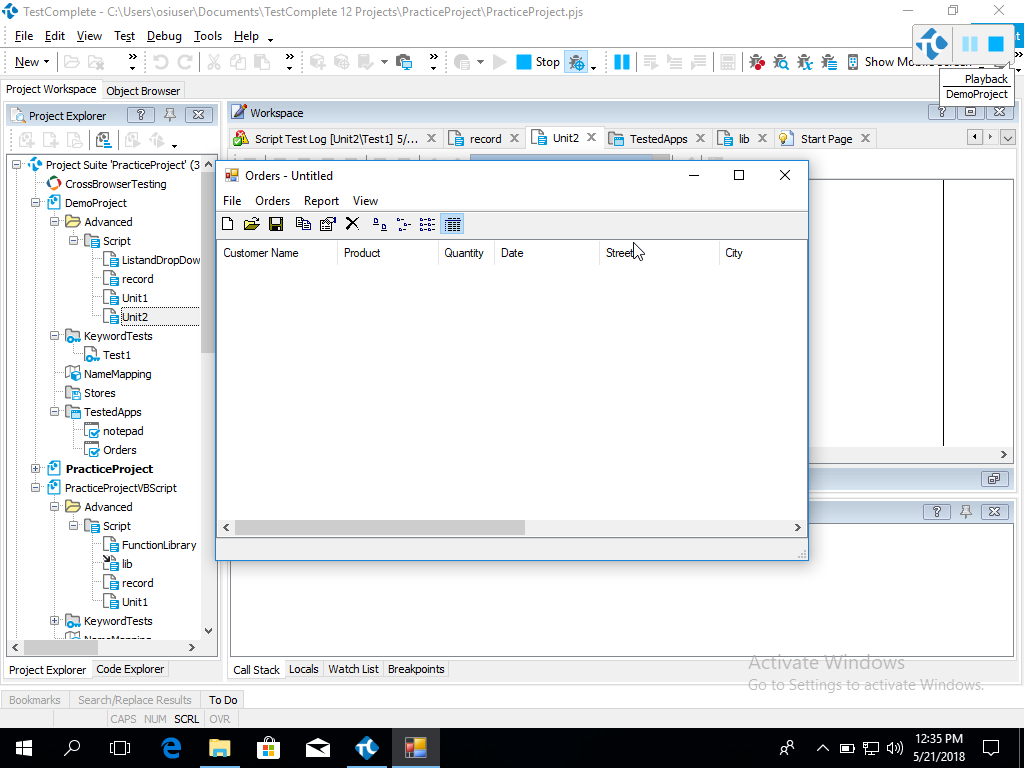 TestComplete - C:\Users\osiuser\Documents\TestComplete 12 Projects\PracticeProject\PracticeProject.pjs
File Edit View Test Debug Tools Help
New Stop Show
Playback
DemoProject
Project Workspace Object Browser
Project Explorer
Workspace
Script Test Log [Unit2\Test1] 5/... record Unit2 TestedApps lib Start Page
Project Suite 'PracticeProject' (3
CrossBrowserTesting
DemoProject
Advanced
Script
ListandDropDow
record
Unit1
Unit2
KeywordTests
Test1
NameMapping
Stores
TestedApps
notepad
Orders
PracticeProject
PracticeProjectVBScript
Advanced
Script
FunctionLibrary
lib
record
Unit1
KeywordTests
NameMapping
Orders - Untitled
File Orders Report View
Customer Name Product Quantity Date Street City
Project Explorer Code Explorer
Call Stack Locals Watch List Breakpoints
Activate Windows
Go to Settings to activate Windows.
Bookmarks Search/Replace Results To Do
CAPS NUM SCRL OVR
12:35 PM
5/21/2018